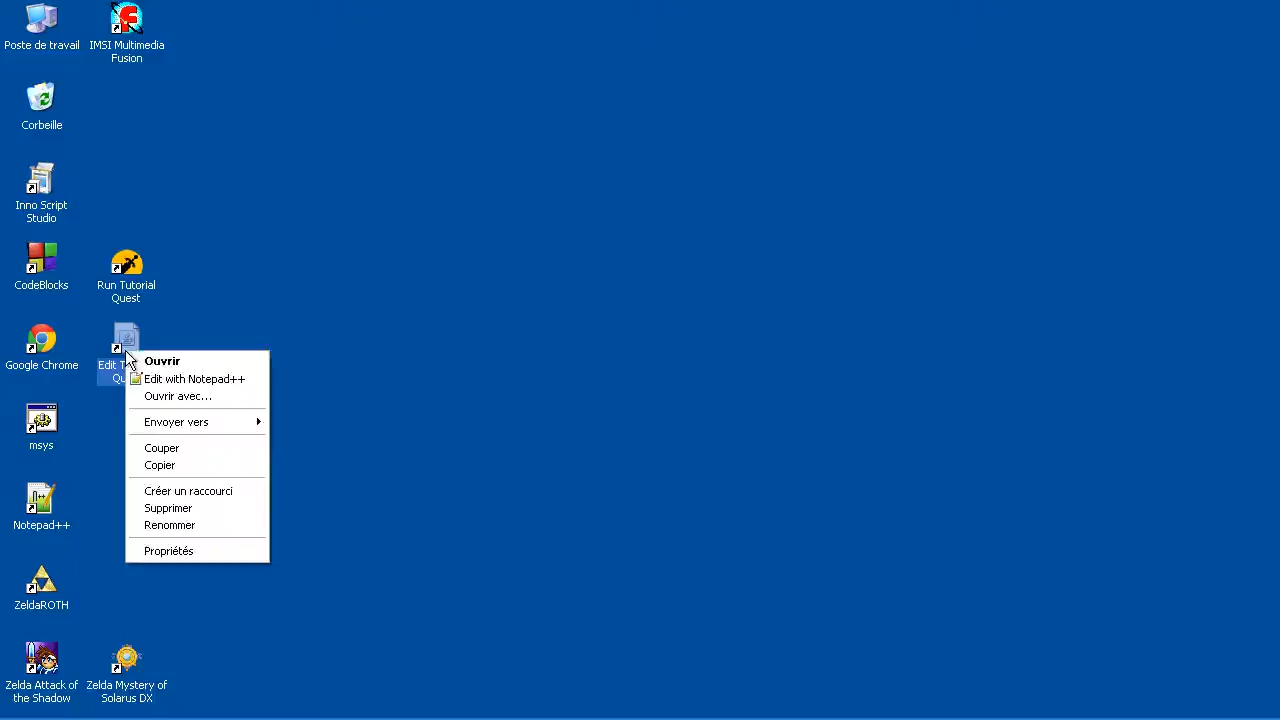 Poste de travail
IMSI Multimedia
Fusion
Corbeille
Inno Script
Studio
CodeBlocks
Run Tutorial
Quest
Google Chrome
Edit
Ouvrir
Edit with Notepad++
Ouvrir avec...
Envoyer vers
Couper
Copier
Créer un raccourci
Supprimer
Renommer
Propriétés
msys
Notepad++
ZeldaROTH
Zelda Attack of
the Shadow
Zelda Mystery of
Solarus DX